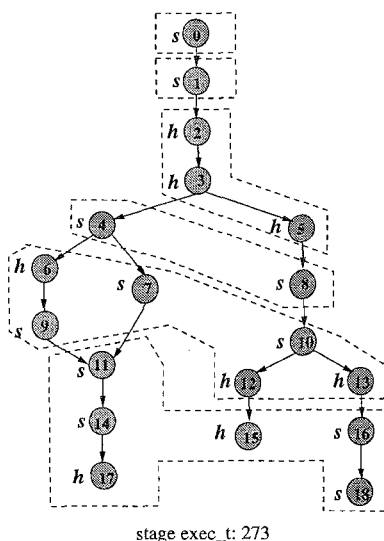 s 0
s 1
h 2
h 3
s 4
h 5
h 6
s 7
s 8
s 9
s 10
s 11
h 12
h 13
s 14
h 15
s 16
h 17
s 18
stage exec_t: 273